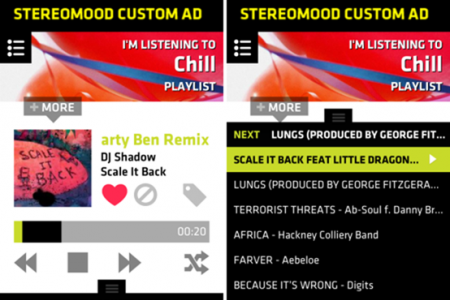 STEREOMOOD CUSTOM AD
I'M LISTENING TO
Chill
PLAYLIST
+ MORE
SCALE IT BACK
arty Ben Remix
DJ Shadow
Scale It Back
00:20
STEREOMOOD CUSTOM AD
I'M LISTENING TO
Chill
PLAYLIST
+ MORE
NEXT LUNGS (PRODUCED BY GEORGE FIT...
SCALE IT BACK FEAT LITTLE DRAGON...
LUNGS (PRODUCED BY GEORGE FITZGERA...
TERRORIST THREATS - Ab-Soul f. Danny Br...
AFRICA - Hackney Colliery Band
FARVER - Aebeloe
BECAUSE IT'S WRONG - Digits